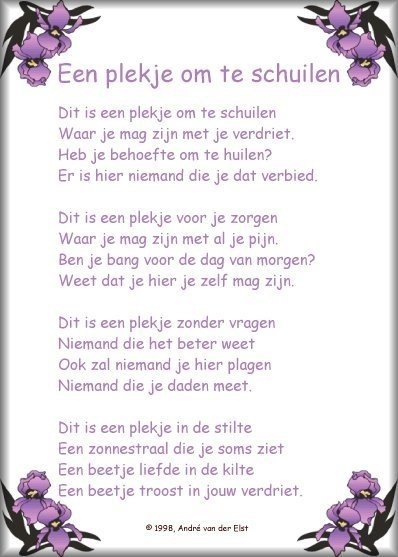 Een plekje om te schuilen
Dit is een plekje om te schuilen
Waar je mag zijn met je verdriet.
Heb je behoefte om te huilen?
Er is hier niemand die je dat verbied.
Dit is een plekje voor je zorgen
Waar je mag zijn met al je pijn.
Ben je bang voor de dag van morgen?
Weet dat je hier je zelf mag zijn.
Dit is een plekje zonder vragen
Niemand die het beter weet
Ook zal niemand je hier plagen
Niemand die je daden meet.
Dit is een plekje in de stilte
Een zonnestraal die je soms ziet
Een beetje liefde in de kilte
Een beetje troost in jouw verdriet.
© 1998, André van der Elst